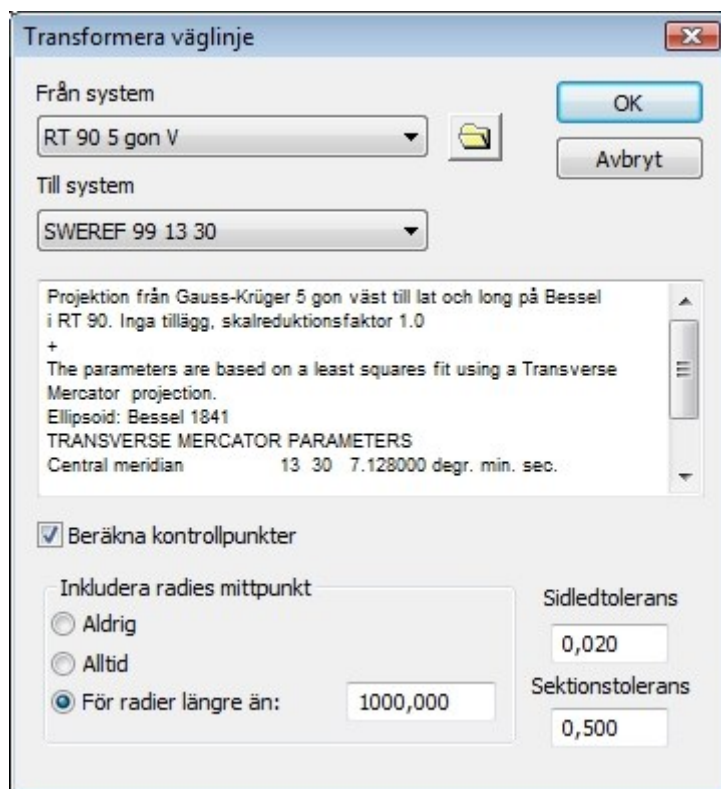 Transformera väglinje
Från system
OK
RT 90 5 gon V
Avbryt
Till system
SWEREF 99 13 30
Projektion från Gauss-Krüger 5 gon väst till lat och long på Bessel
i RT 90. Inga tillägg, skalreduktionsfaktor 1.0
+
The parameters are based on a least squares fit using a Transverse
Mercator projection.
Ellipsoid: Bessel 1841
TRANSVERSE MERCATOR PARAMETERS
Central meridian 13 30 7.128000 degr. min. sec.
Beräkna kontrollpunkter
Inkludera radies mittpunkt
Aldrig
Alltid
För radier längre än: 1000,000
Sidledtolerans
0,020
Sektionstolerans
0,500